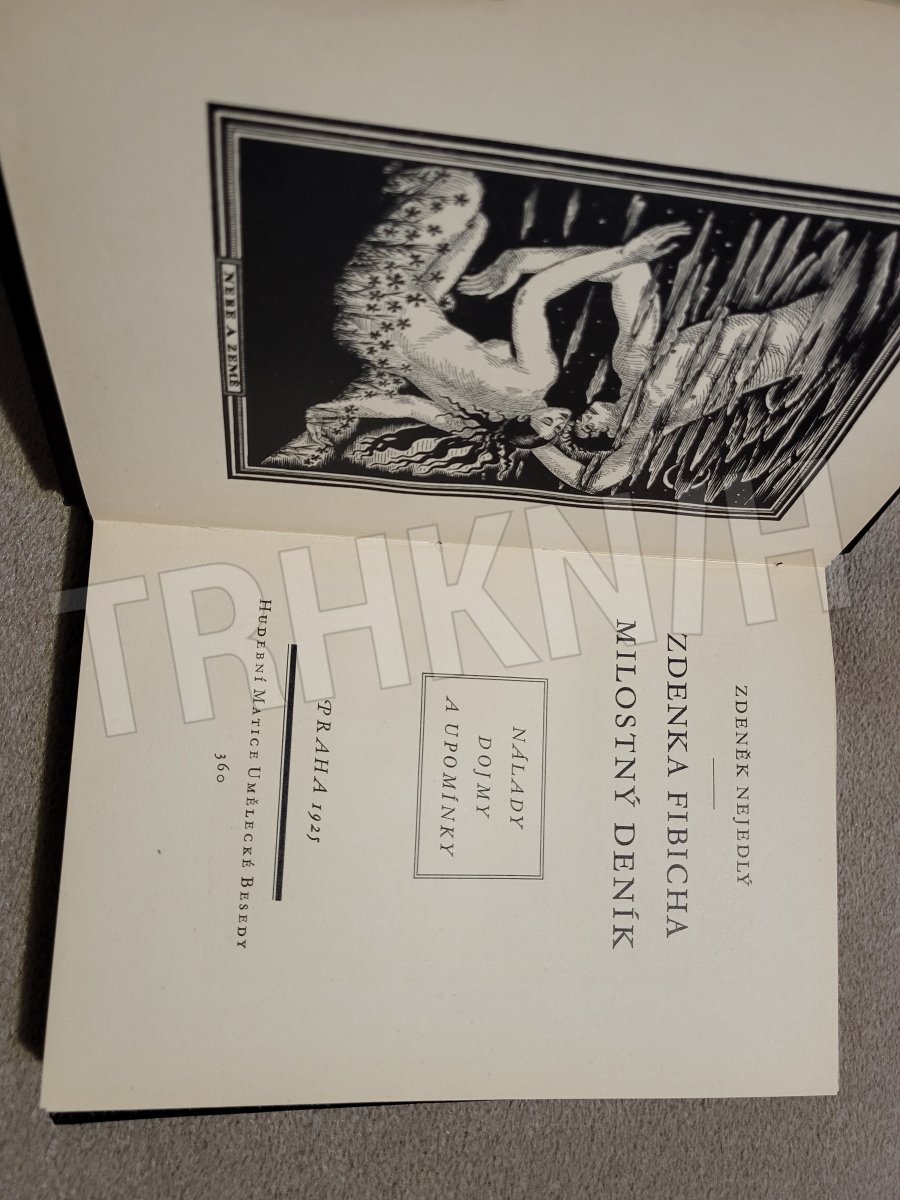 NEBE A ZEMĚ
ZDENĚK NEJEDLÝ
ZDENKA FIBICHA
MILOSTNÝ DENÍK
NÁLADY
DOJMY
A UPOMÍNKY
PRAHA 1925
HUDEBNÍ MATICE UMĚLECKÉ BESEDY
360
TRHKNIH